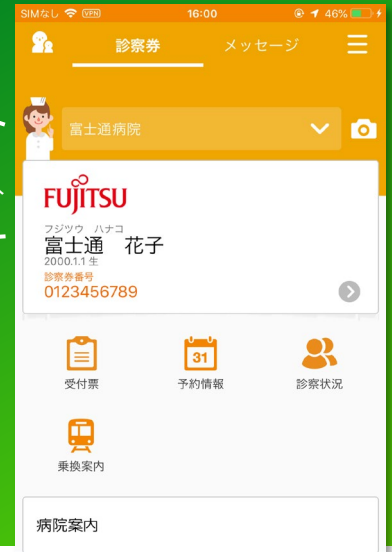 SIMなし VPN 16:00 46%
診察券 メッセージ
富士通病院
FUJITSU
フジツウ ハナコ
富士通 花子
2000.1.1 生
診察券番号
0123456789
受付票 31 予約情報 診察状況
乗換案内
病院案内